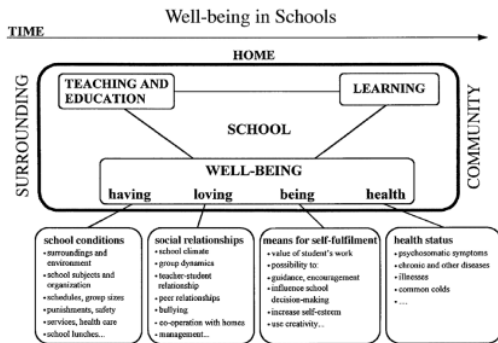 Well-being in Schools
TIME
HOME
SURROUNDING
COMMUNITY
TEACHING AND
EDUCATION
LEARNING
SCHOOL
WELL-BEING
having loving being health
school conditions
• surroundings and
environment
• school subjects and
organization
• schedules, group sizes
• punishments, safety
• services, health care
• school lunches...
social relationships
• school climate
• group dynamics
• teacher-student
relationship
• peer relationships
• bullying
• co-operation with homes
• management...
means for self-fulfilment
• value of student's work
• possibility to:
• guidance, encouragement
• influence school
decision-making
• increase self-esteem
• use creativity...
health status
• psychosomatic symptoms
• chronic and other diseases
• illnesses
• common colds
• ....